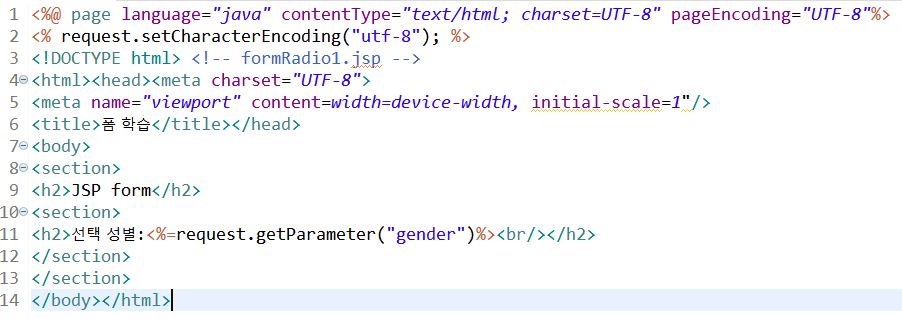 1 <%@ page language="java" contentType="text/html; charset=UTF-8" pageEncoding="UTF-8"%>
2 <% request.setCharacterEncoding("utf-8"); %>
3 <!DOCTYPE html> <!-- formRadio1.jsp -->
4 <html><head><meta charset="UTF-8">
5 <meta name="viewport" content=width=device-width, initial-scale=1"/>
6 <title>폼 학습</title></head>
7 <body>
8 <section>
9 <h2>JSP form</h2>
10 <section>
11 <h2>선택 성별:<%=request.getParameter("gender")%><br/></h2>
12 </section>
13 </section>
14 </body></html>